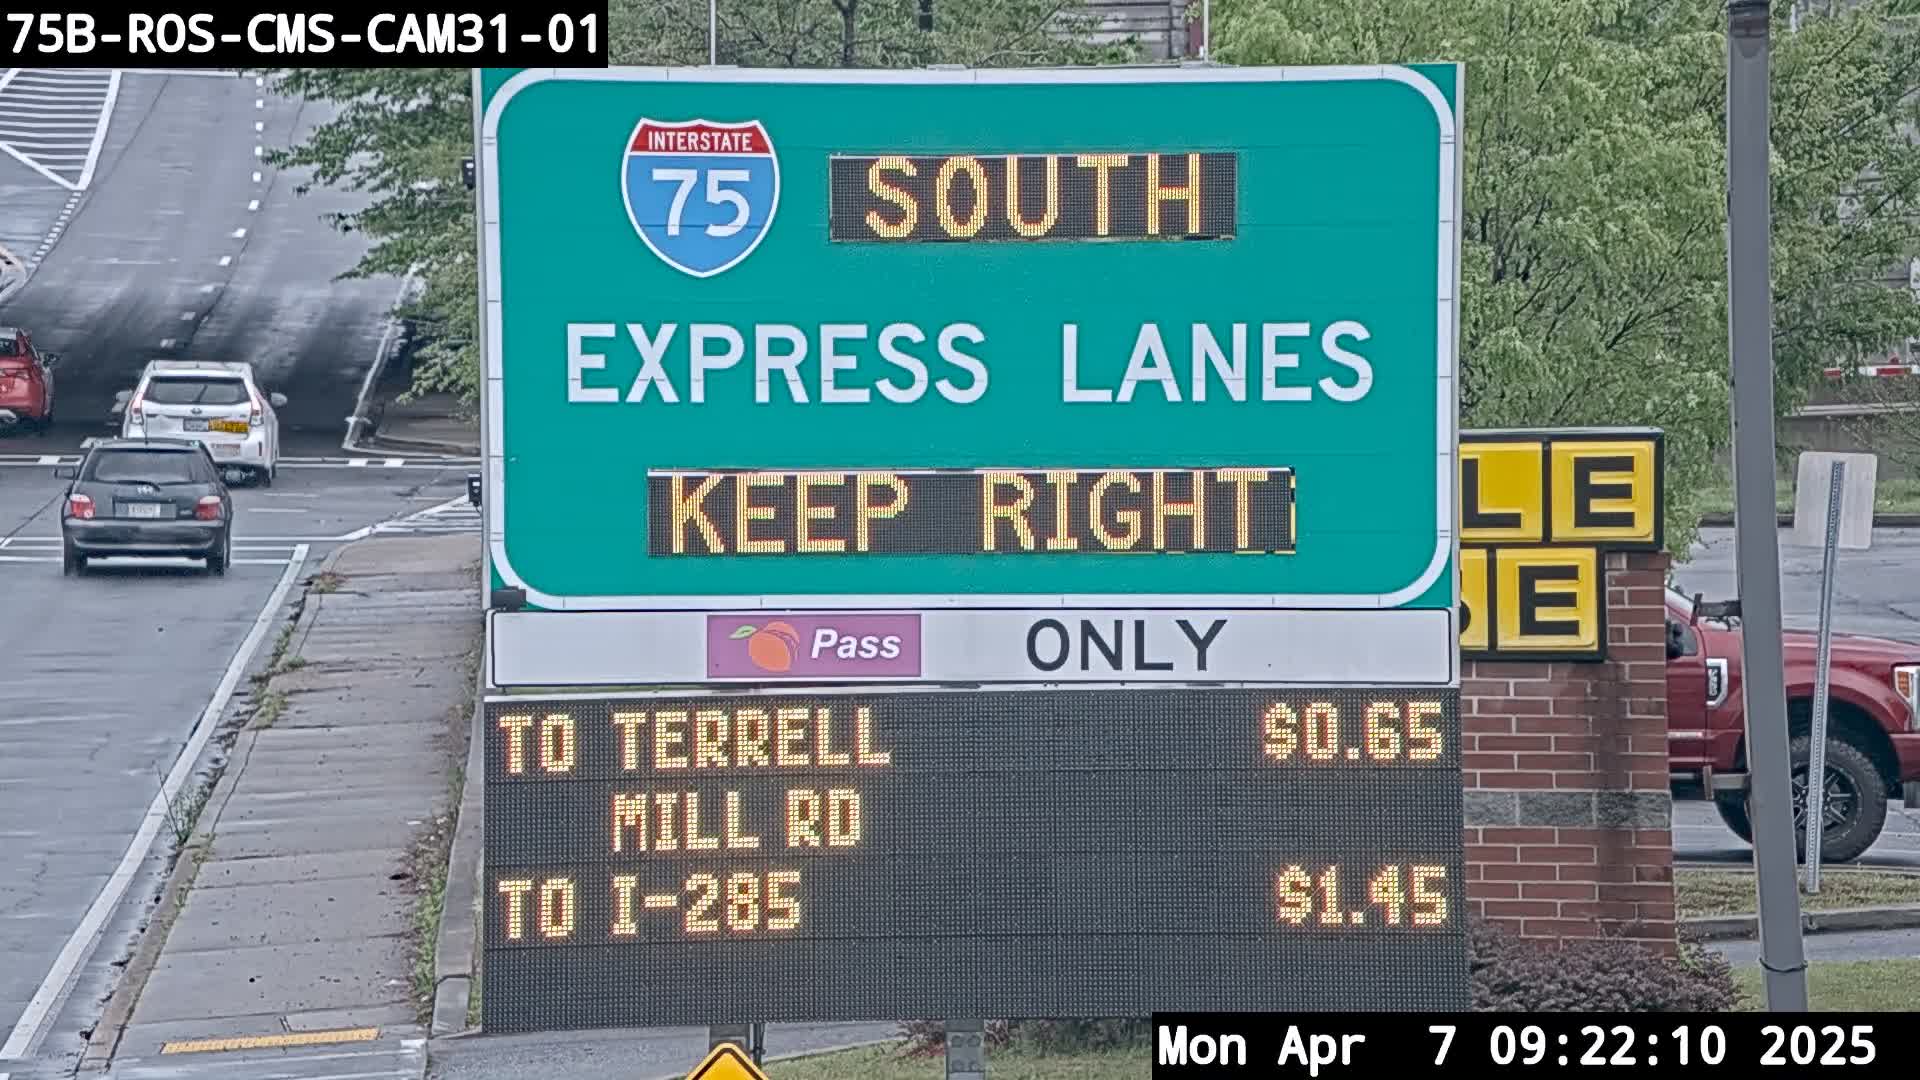 75B-ROS-CMS-CAM31-01
INTERSTATE
75
SOUTH
EXPRESS LANES
KEEP RIGHT
Pass ONLY
LE
E
TO TERRELL $0.65
MILL RD
TO I-285 $1.45
Mon Apr 7 09:22:10 2025